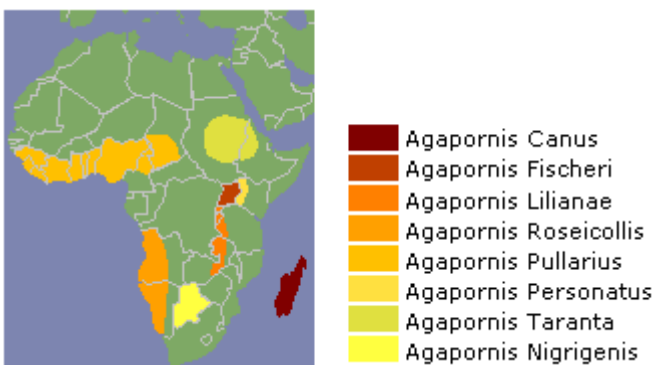 Agapornis Canus
Agapornis Fischeri
Agapornis Lilianae
Agapornis Roseicollis
Agapornis Pullarius
Agapornis Personatus
Agapornis Taranta
Agapornis Nigrigenis